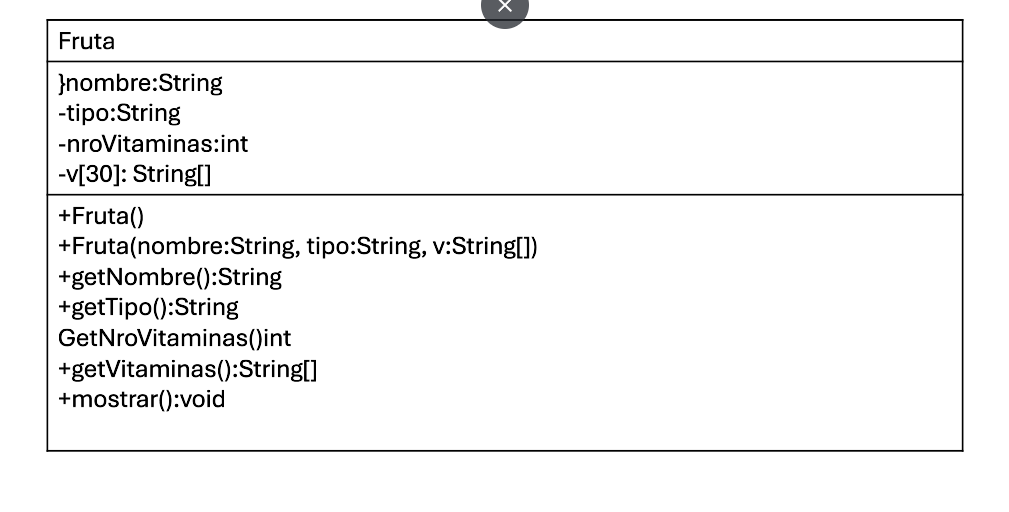 Fruta
}nombre:String
-tipo:String
-nroVitaminas:int
-v[30]: String[]
+Fruta()
+Fruta(nombre:String, tipo:String, v:String[])
+getNombre():String
+getTipo():String
GetNroVitaminas()int
+getVitaminas():String[]
+mostrar():void